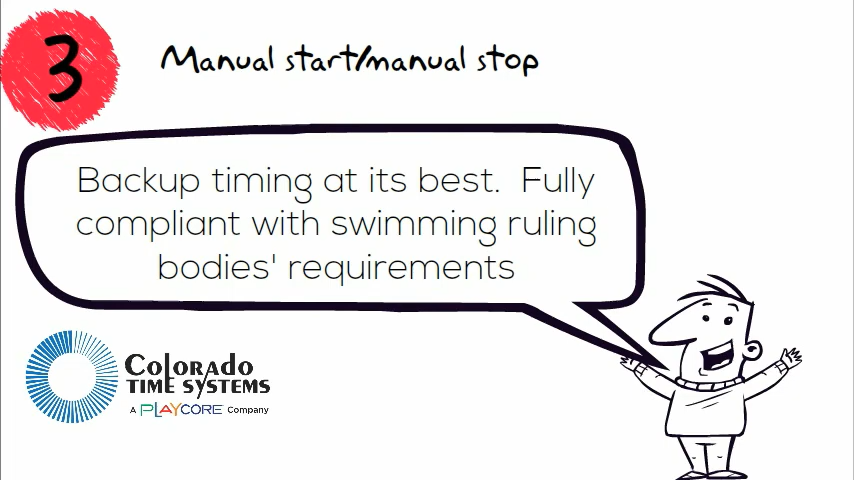 3
Manual start/manual stop
Backup timing at its best. Fully
compliant with swimming ruling
bodies' requirements
Colorado
TIME SYSTEMS
A PLAYCORE Company